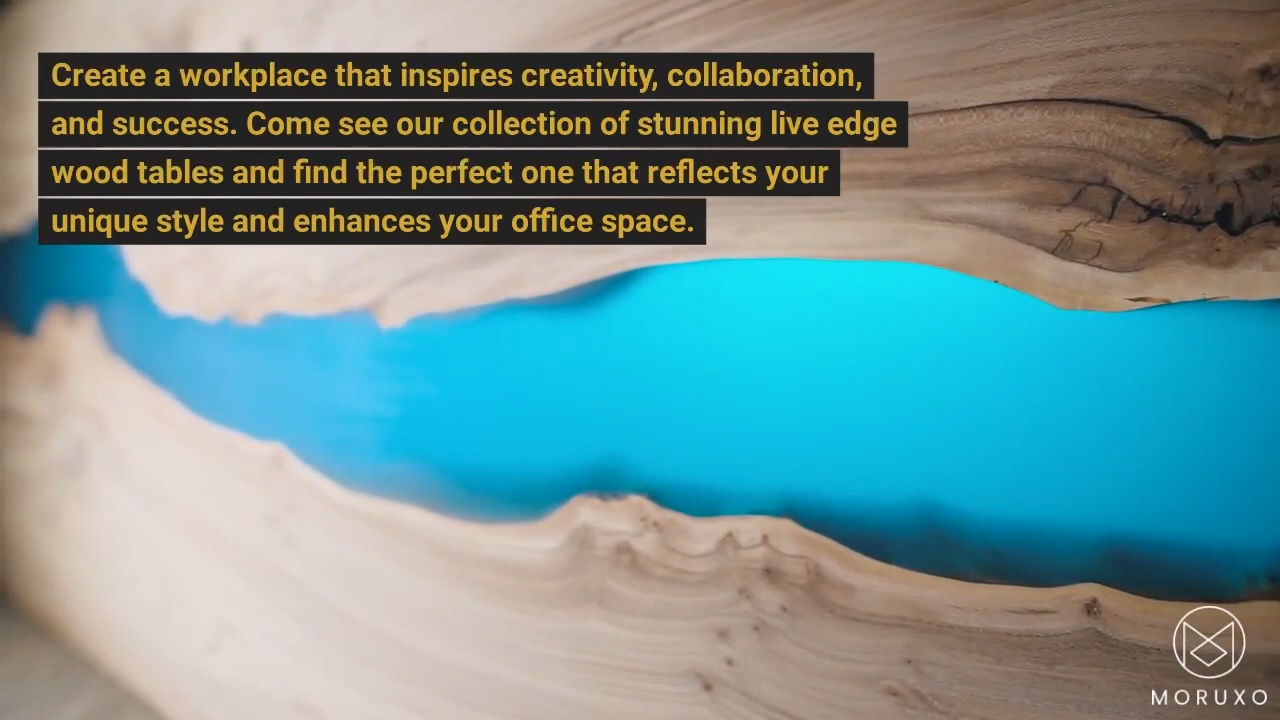 Create a workplace that inspires creativity, collaboration,
and success. Come see our collection of stunning live edge
wood tables and find the perfect one that reflects your
unique style and enhances your office space.
MORUXO